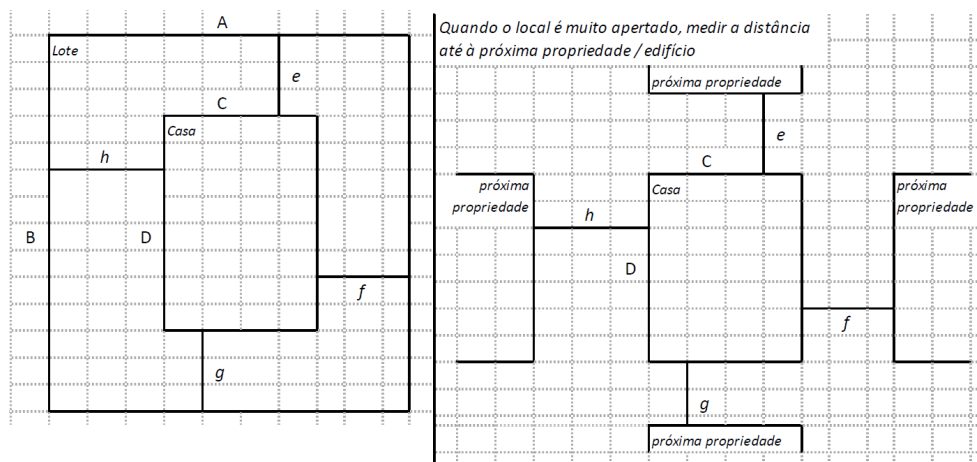 A
Lote
e
C
Casa
h
B
D
f
g
Quando o local é muito apertado, medir a distância
até à próxima propriedade / edifício
próxima propriedade
e
C
próxima
propriedade
Casa
próxima
propriedade
h
D
f
g
próxima propriedade